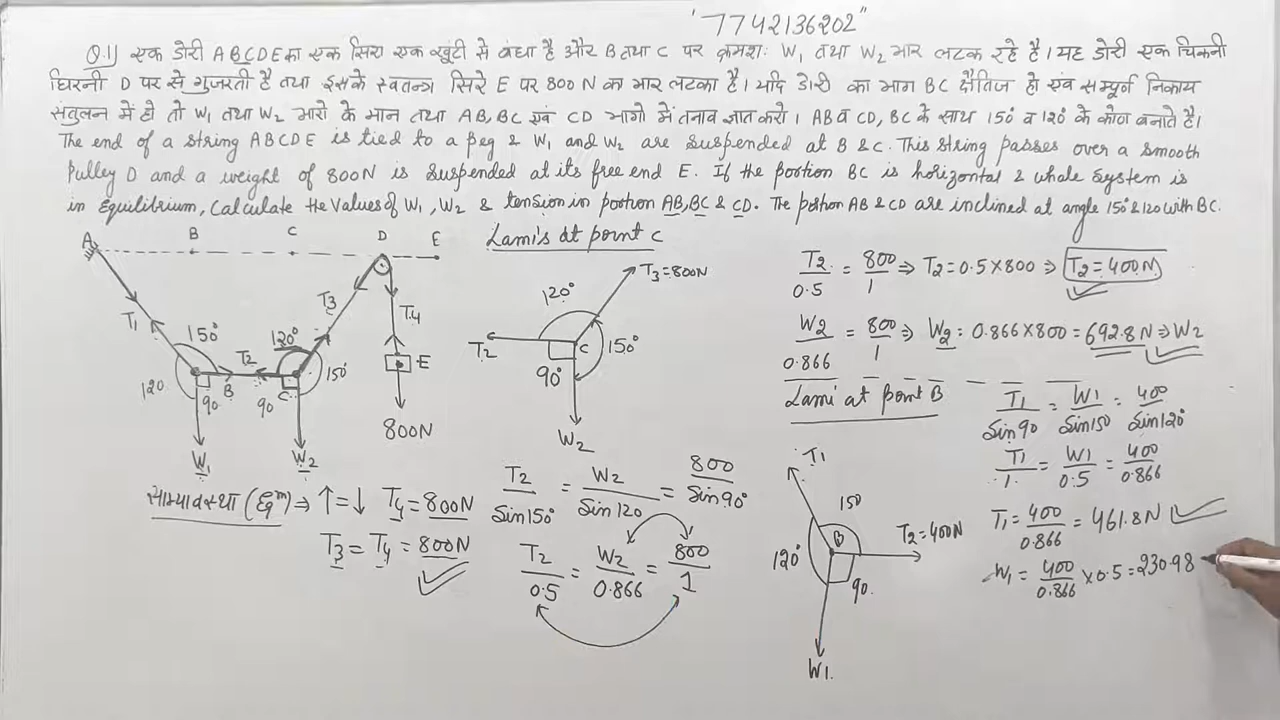 "7742136202"
Q.1) एक डोरी ABCDE का एक सिरा एक खूंटी से बंधा है और B तथा C पर क्रमशः W₁ तथा W₂ भार लटक रहे है। यह डोरी एक चिकनी
घिरनी D पर से गुजरती है तथा इसके स्वतन्त्र सिरे E पर 800 N का भार लटका है। यदि डोरी का भाग BC क्षैतिज हो एंव सम्पूर्ण निकाय
संतुलन में हो तो W₁ तथा W₂ भारो के मान तथा AB, BC एंव CD भागो में तनाव ज्ञात करो। AB व CD, BC के साथ 150° व 120° के कोण बनाते है।
The end of a string ABCDE is tied to a peg & W₁ and W₂ are suspended at B & C. This string passes over a smooth
Pulley D and a weight of 800N is suspended at its free end E. If the portion BC is horizontal & whole system is
in Equilibrium, Calculate the values of W₁, W₂ & tension in portion AB, BC & CD. The portion AB & CD are inclined at angle 150° & 120 with BC.
A B C D E
T₁ 150° T₂ 120° T₃ T₄
120 90 B 90 C 150° E
W₁ W₂ 800N
साम्यावस्था (Eqᵐ) ⇒ ↑=↓ T₄ = 800N
T₃ = T₄ = 800N
Lami's at point C
T₃ = 800N
120°
T₂ C 150°
90°
W₂
T₂/Sin150° = W₂/Sin120 = 800/Sin90°
T₂/0.5 = W₂/0.866 = 800/1
T₂/0.5 = 800/1 ⇒ T₂ = 0.5×800 ⇒ T₂ = 400N
W₂/0.866 = 800/1 ⇒ W₂ = 0.866×800 = 692.8N ⇒ W₂
Lami at point B
T₁
150
120° B T₂ = 400N
90.
W₁.
T₁/Sin90 = W₁/Sin150 = 400/Sin120°
T₁/1. = W₁/0.5 = 400/0.866
T₁ = 400/0.866 = 461.8N
W₁ = 400/0.866 × 0.5 = 230.98